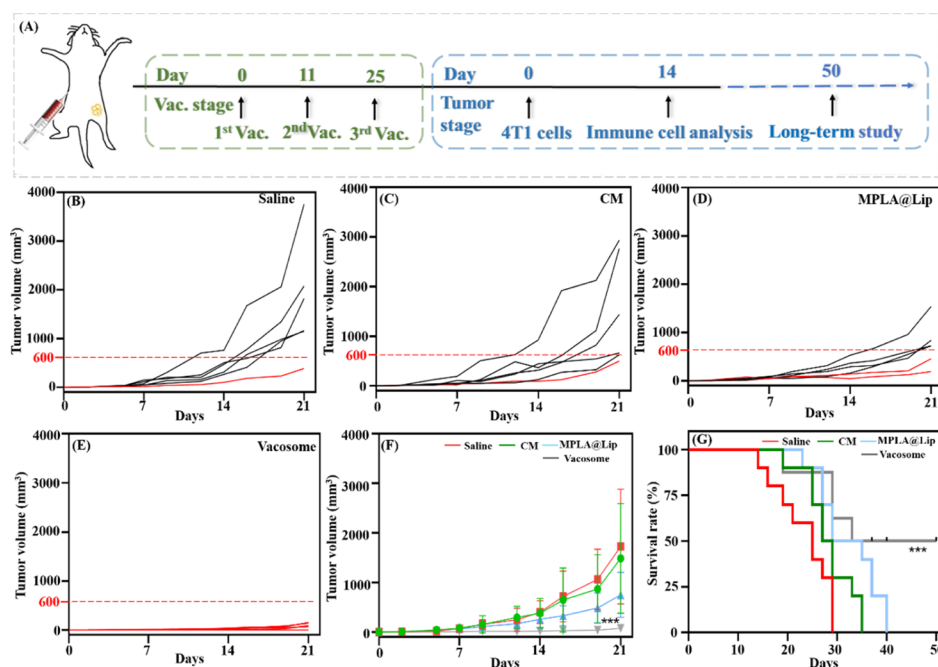 (A)
Day 0 11 25
Vac. stage
1st Vac. 2nd Vac. 3rd Vac.
Day 0 14 50
Tumor stage
4T1 cells Immune cell analysis Long-term study
(B) Saline
Tumor volume (mm³)
4000
3000
2000
1000
600
0
0 7 14 21
Days
(C) CM
Tumor volume (mm³)
4000
3000
2000
1000
600
0
0 7 14 21
Days
(D) MPLA@Lip
Tumor volume (mm³)
4000
3000
2000
1000
600
0
0 7 14 21
Days
(E) Vacosome
Tumor volume (mm³)
4000
3000
2000
1000
600
0
0 7 14 21
Days
(F) Saline CM MPLA@Lip
Vacosome
Tumor volume (mm³)
4000
3000
2000
1000
0
***
0 7 14 21
Days
(G) Saline CM MPLA@Lip
Vacosome
Survival rate (%)
100
75
50
25
0
***
0 10 20 30 40 50
Days